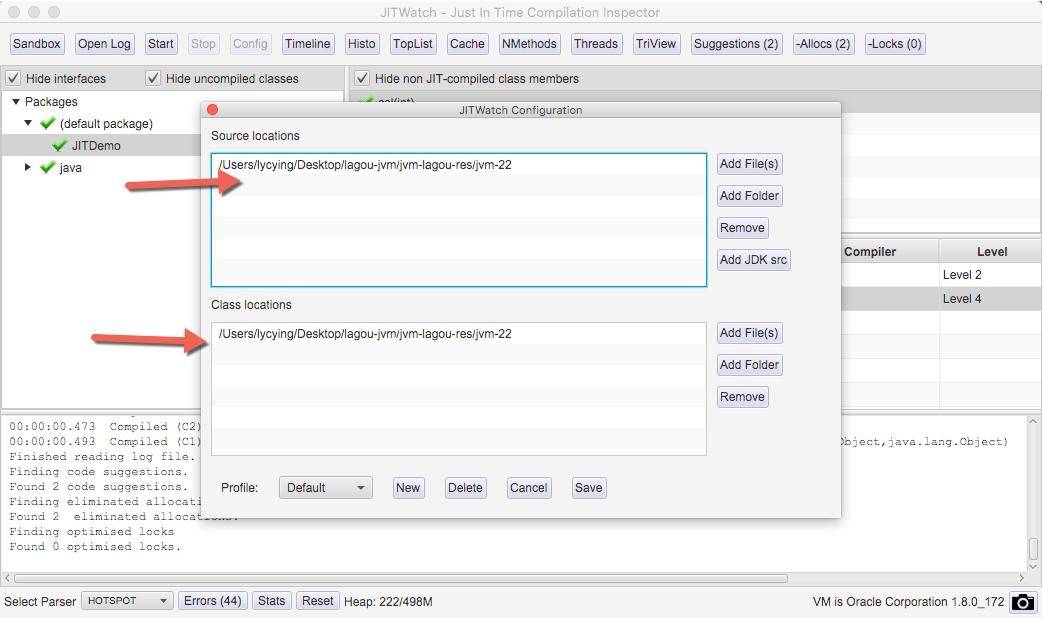 JITWatch - Just In Time Compilation Inspector
Sandbox Open Log Start Stop Config Timeline Histo TopList Cache NMethods Threads TriView Suggestions (2) -Allocs (2) -Locks (0)
Hide interfaces Hide uncompiled classes Hide non JIT-compiled class members
Packages
(default package)
JITDemo
java
JITWatch Configuration
Source locations
/Users/lycying/Desktop/lagou-jvm/jvm-lagou-res/jvm-22
Add File(s)
Add Folder
Remove
Add JDK src
Class locations
/Users/lycying/Desktop/lagou-jvm/jvm-lagou-res/jvm-22
Add File(s)
Add Folder
Remove
Profile: Default New Delete Cancel Save
Compiler Level
Level 2
Level 4
00:00:00.473 Compiled (C2)
00:00:00.493 Compiled (C1) Object,java.lang.Object)
Finished reading log file.
Finding code suggestions.
Found 2 code suggestions.
Finding eliminated allocati
Found 2 eliminated allocations.
Finding optimised locks
Found 0 optimised locks.
Select Parser HOTSPOT Errors (44) Stats Reset Heap: 222/498M VM is Oracle Corporation 1.8.0_172